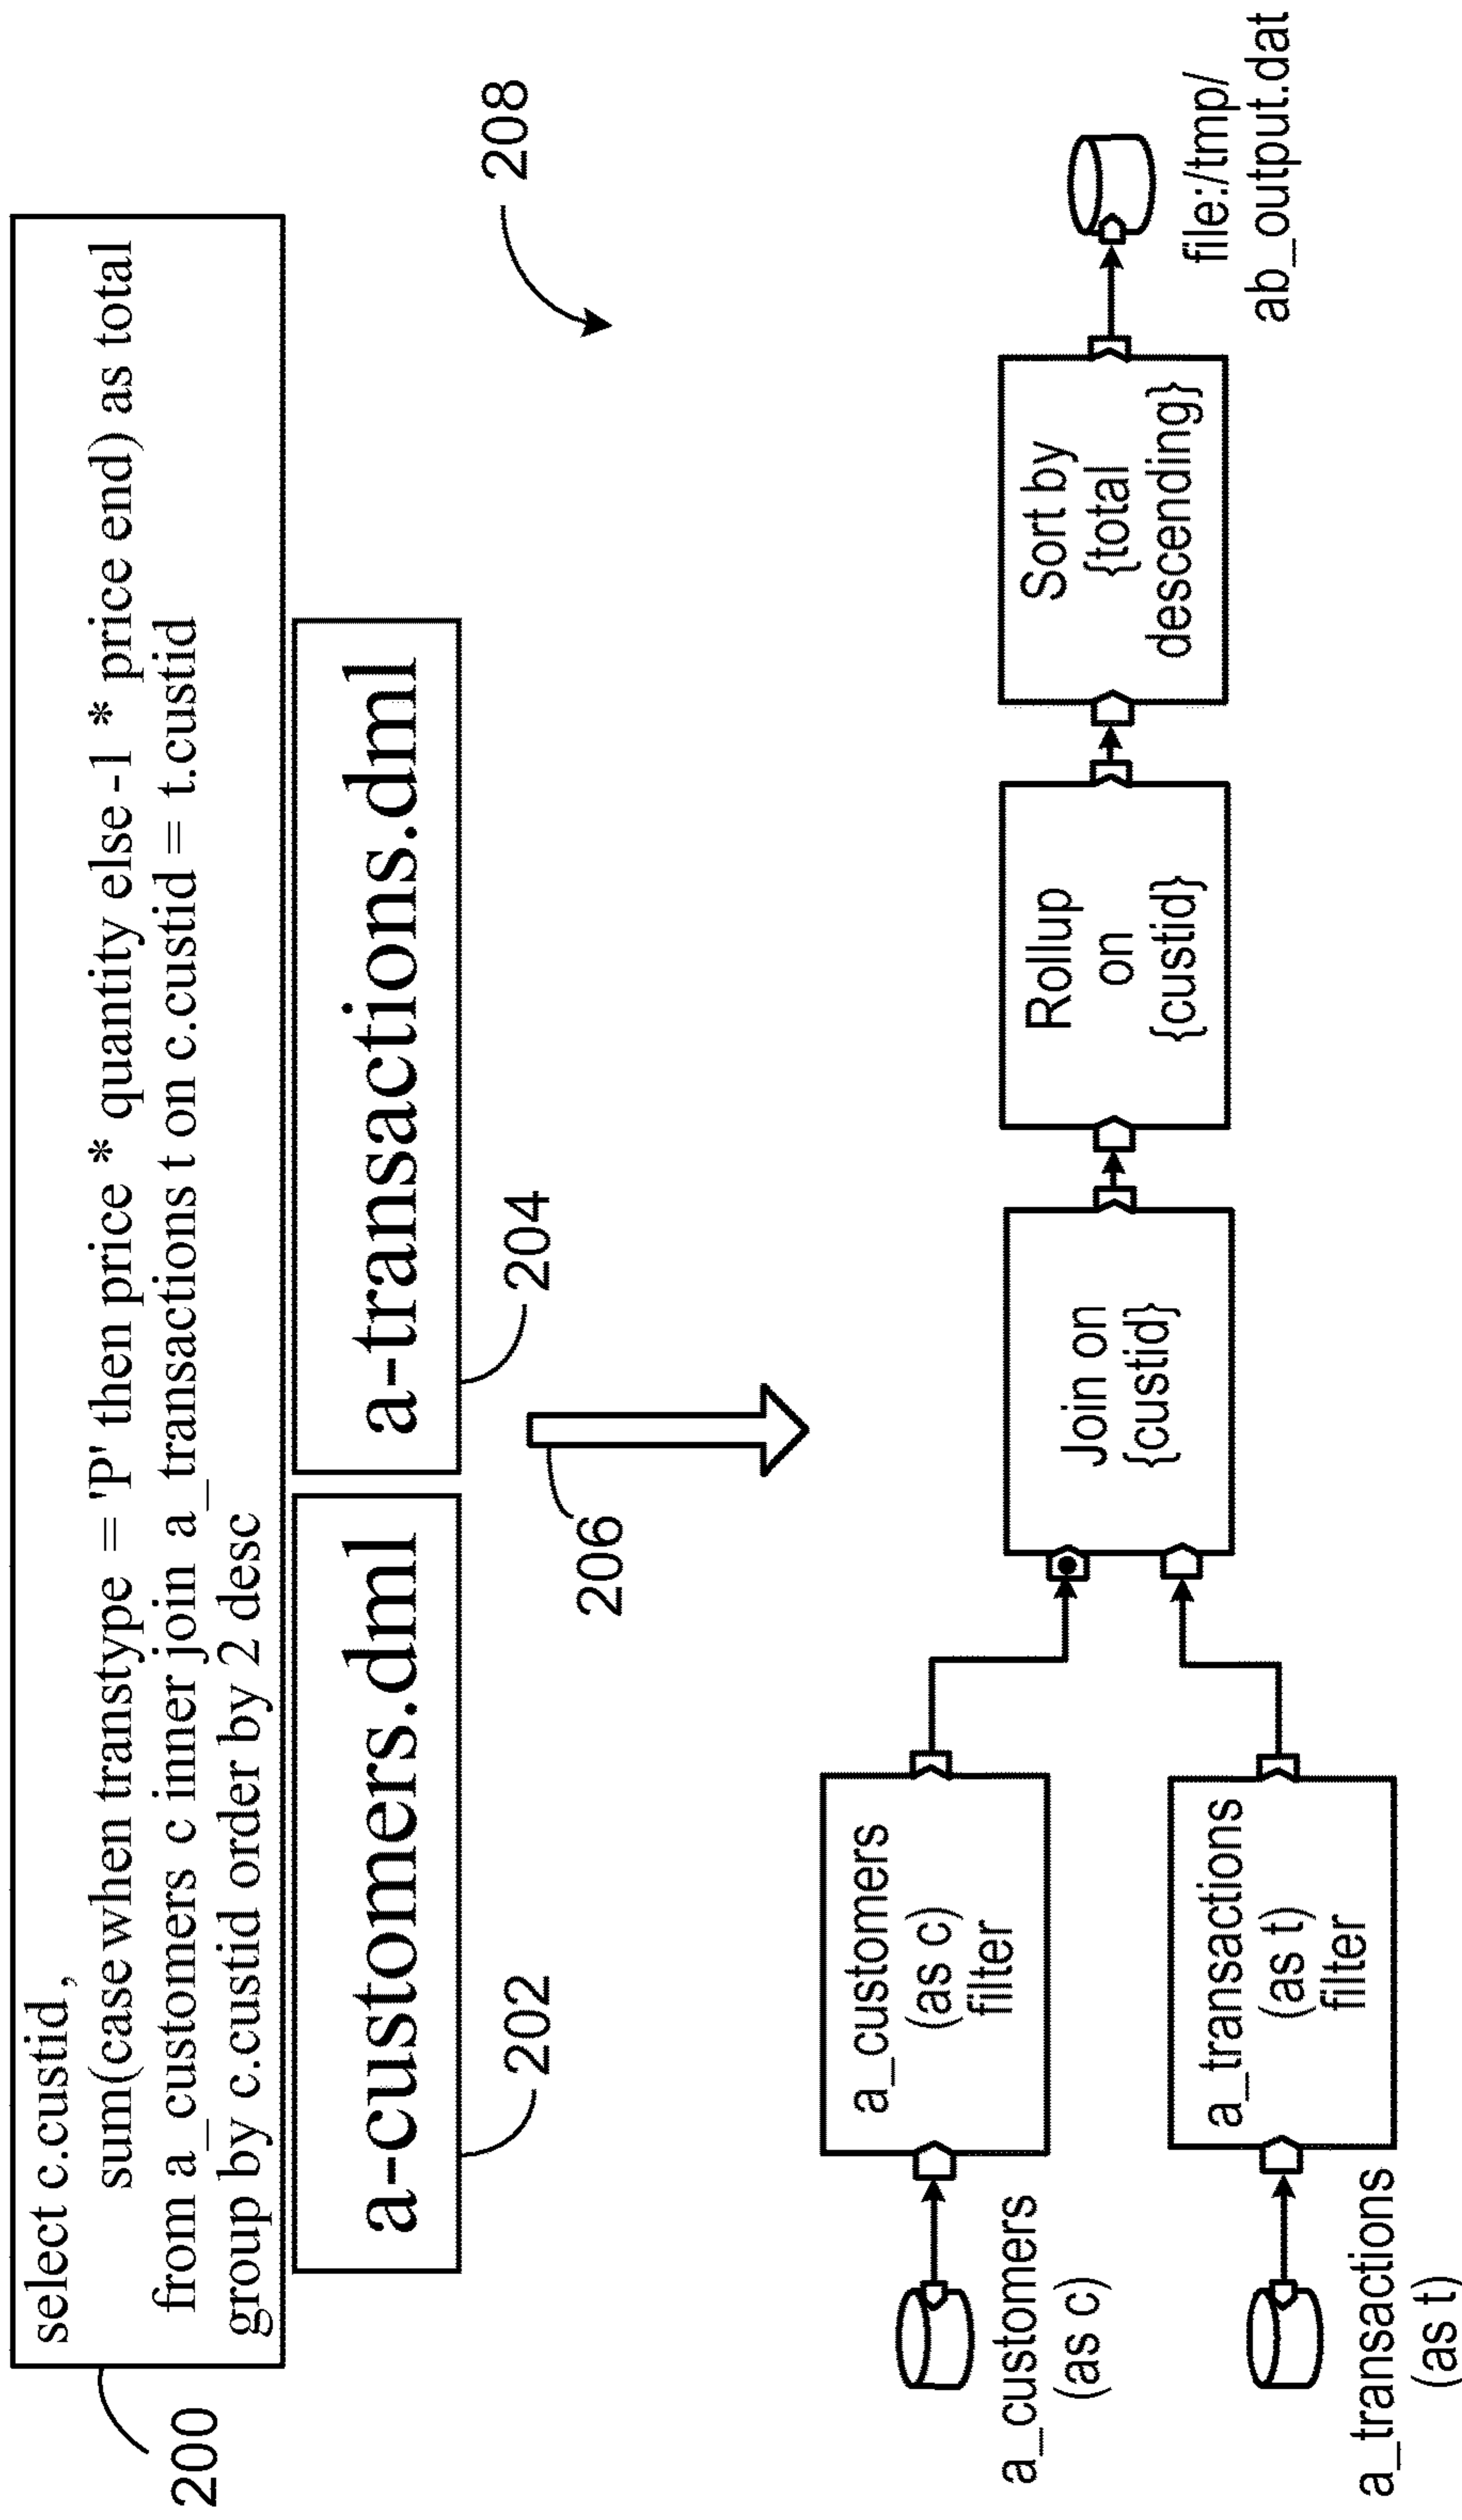 select c.custid,
sum(case when transtype = 'P' then price * quantity else -1 * price end) as total
from a_customers c inner join a_transactions t on c.custid = t.custid
group by c.custid order by 2 desc
200
a-customers.dml
a-transactions.dml
202
204
206
208
a_customers
(as c)
a_customers
(as c)
filter
a_transactions
(as t)
a_transactions
(as t)
filter
Join on
{custid}
Rollup
on
{custid}
Sort by
{total
descending}
file:/tmp/
ab_output.dat